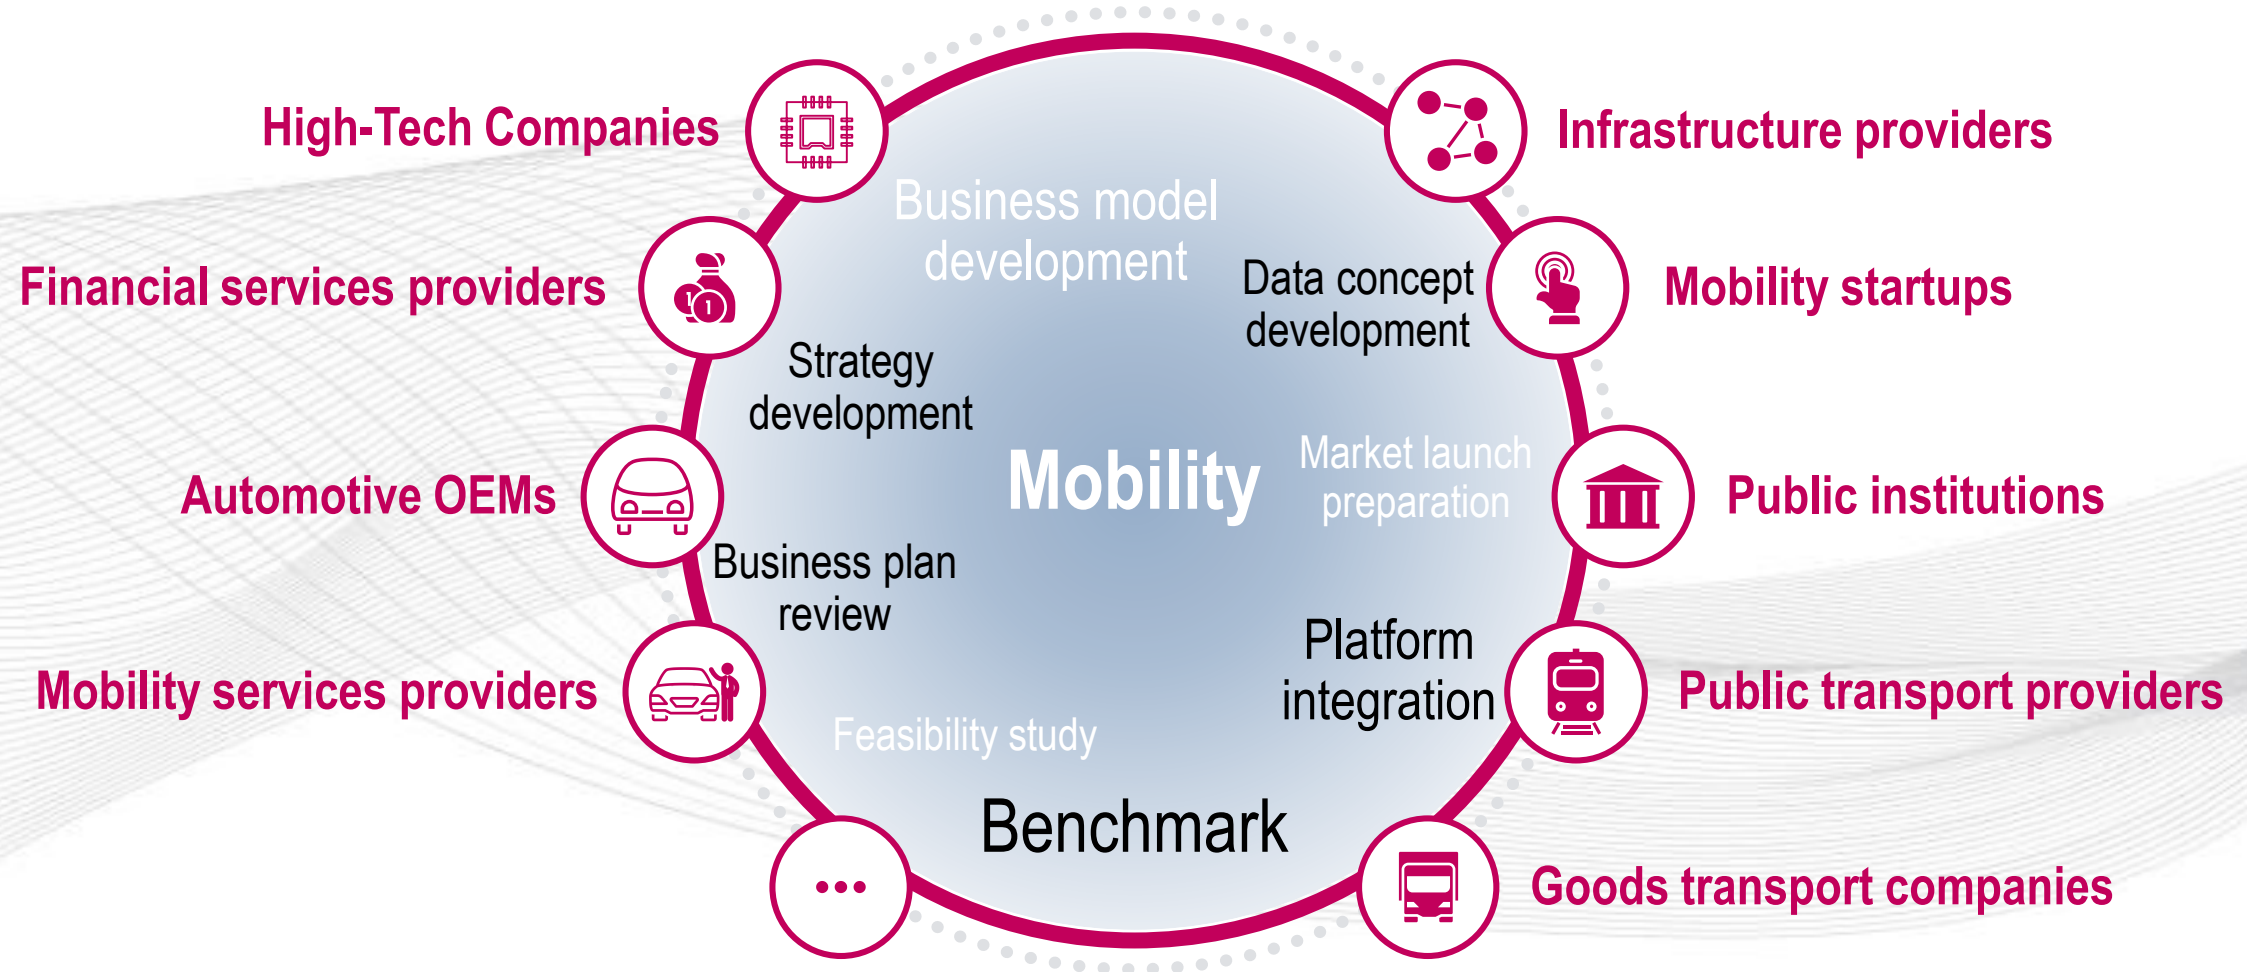 High-Tech Companies
Infrastructure providers
Business model
development
Financial services providers
Data concept
development
Mobility startups
Strategy
development
Automotive OEMs
Mobility
Market launch
preparation
Public institutions
Business plan
review
Mobility services providers
Platform
integration
Public transport providers
Feasibility study
Benchmark
...
Goods transport companies
1
1